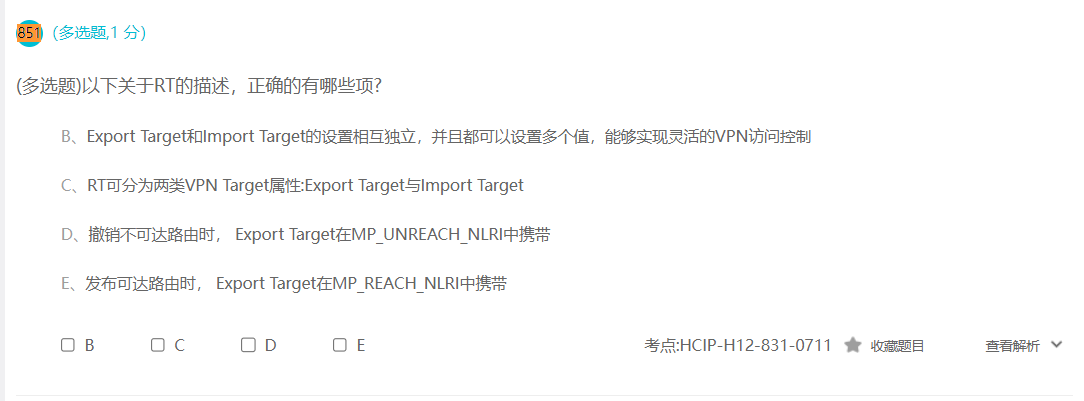 851 (多选题,1 分)
(多选题)以下关于RT的描述，正确的有哪些项?
B、Export Target和Import Target的设置相互独立，并且都可以设置多个值，能够实现灵活的VPN访问控制
C、RT可分为两类VPN Target属性:Export Target与Import Target
D、撤销不可达路由时， Export Target在MP_UNREACH_NLRI中携带
E、发布可达路由时， Export Target在MP_REACH_NLRI中携带
B C D E 考点:HCIP-H12-831-0711 收藏题目 查看解析